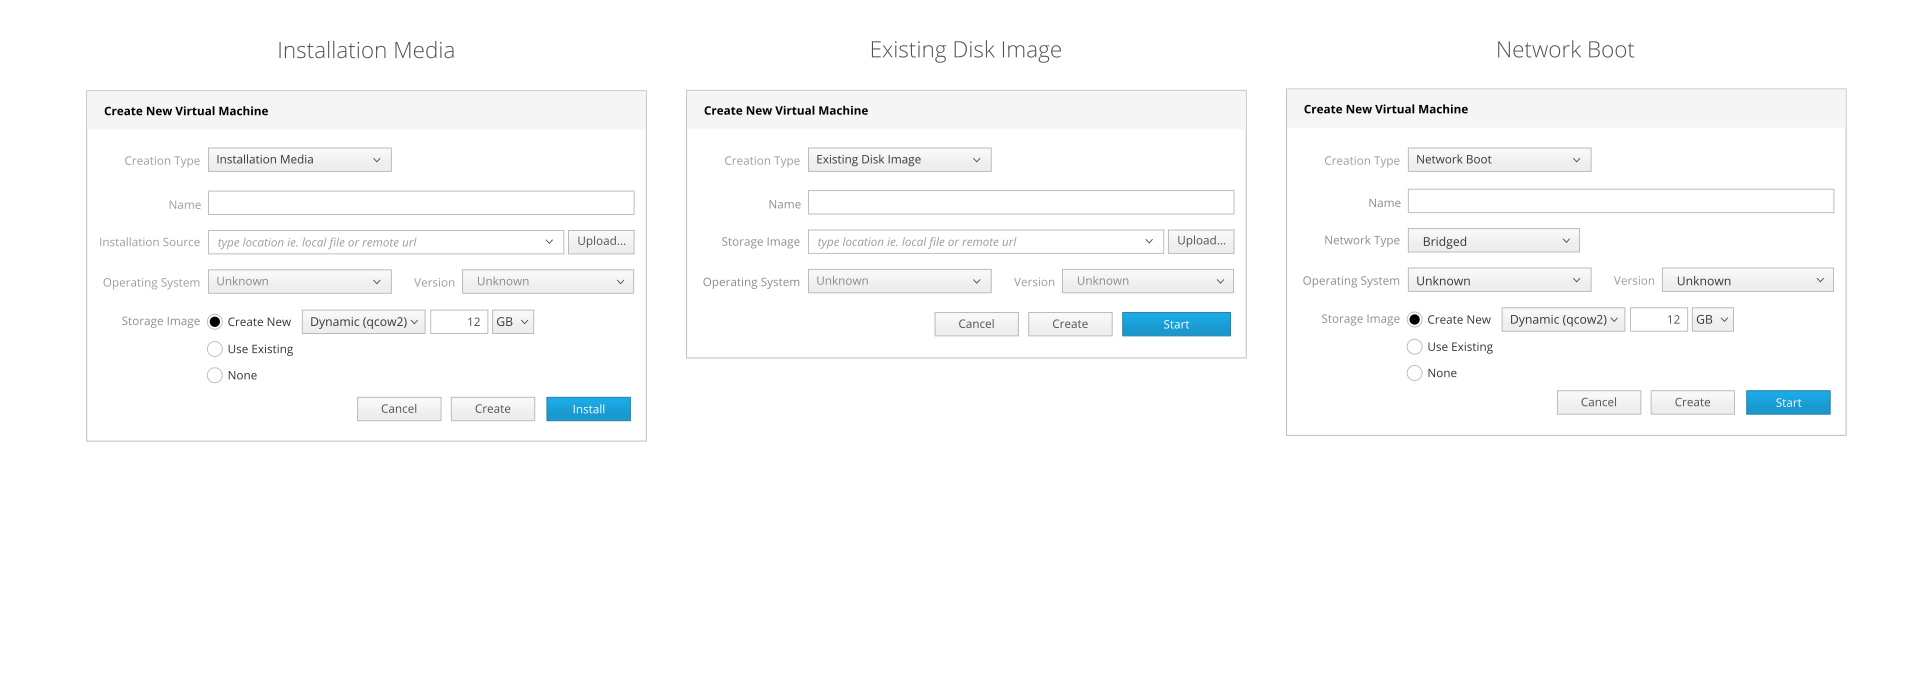 Installation Media
Create New Virtual Machine
Creation Type Installation Media
Name
Installation Source type location ie. local file or remote url Upload...
Operating System Unknown Version Unknown
Storage Image Create New Dynamic (qcow2) 12 GB
Use Existing
None
Cancel Create Install
Existing Disk Image
Create New Virtual Machine
Creation Type Existing Disk Image
Name
Storage Image type location ie. local file or remote url Upload...
Operating System Unknown Version Unknown
Cancel Create Start
Network Boot
Create New Virtual Machine
Creation Type Network Boot
Name
Network Type Bridged
Operating System Unknown Version Unknown
Storage Image Create New Dynamic (qcow2) 12 GB
Use Existing
None
Cancel Create Start